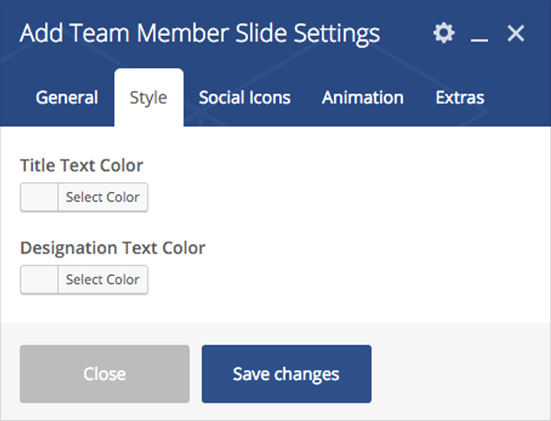 Add Team Member Slide Settings
General Style Social Icons Animation Extras
Title Text Color
Select Color
Designation Text Color
Select Color
Close Save changes